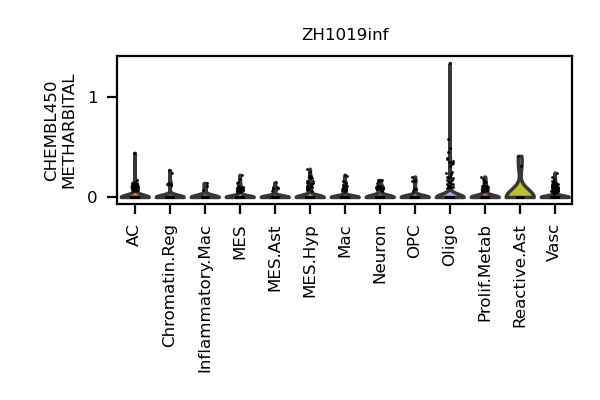 ZH1019inf
CHEMBL450
METHARBITAL
1
0
AC
Chromatin.Reg
Inflammatory.Mac
MES
MES.Ast
MES.Hyp
Mac
Neuron
OPC
Oligo
Prolif.Metab
Reactive.Ast
Vasc